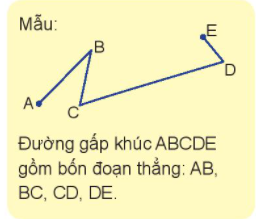 Mẫu:
E
B
D
A
C
Đường gấp khúc ABCDE
gồm bốn đoạn thẳng: AB,
BC, CD, DE.